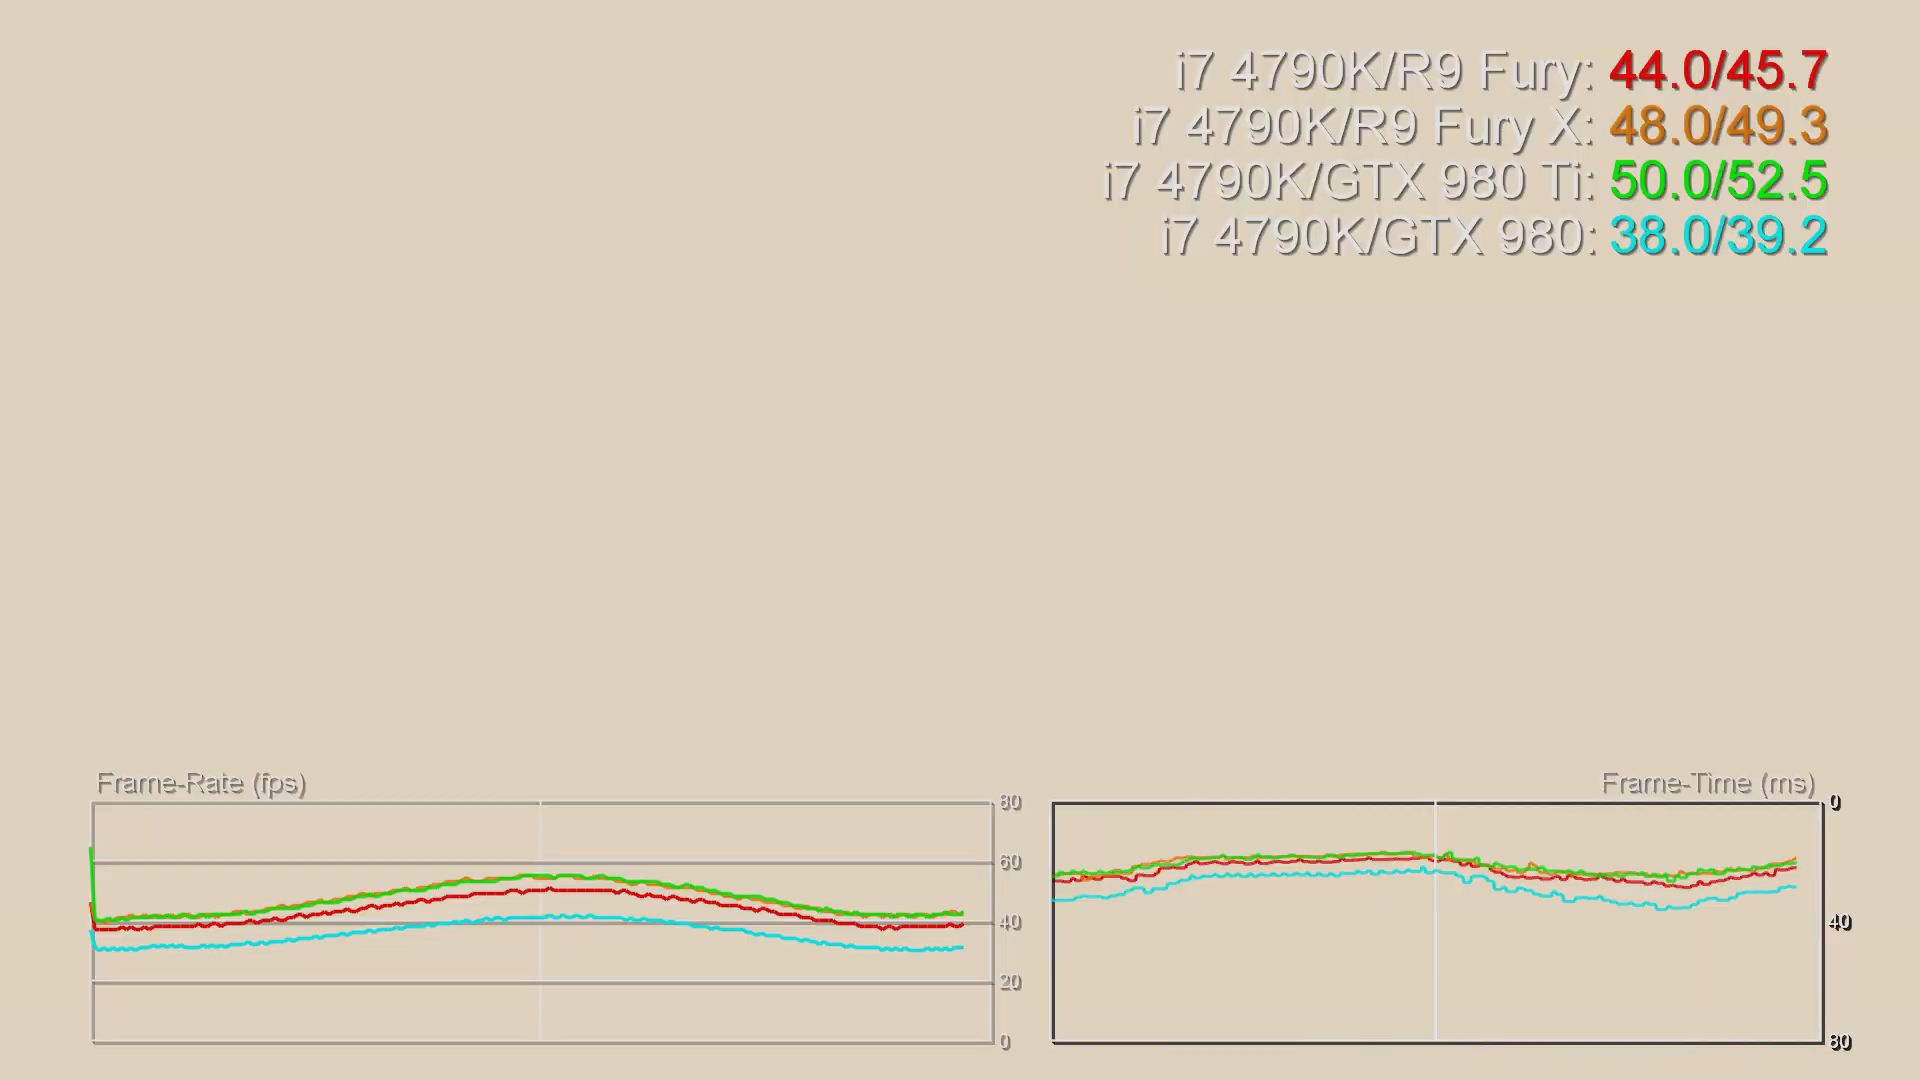 i7 4790K/R9 Fury: 44.0/45.7
i7 4790K/R9 Fury X: 48.0/49.3
i7 4790K/GTX 980 Ti: 50.0/52.5
i7 4790K/GTX 980: 38.0/39.2
Frame-Rate (fps)
80
60
40
20
0
Frame-Time (ms)
0
40
80